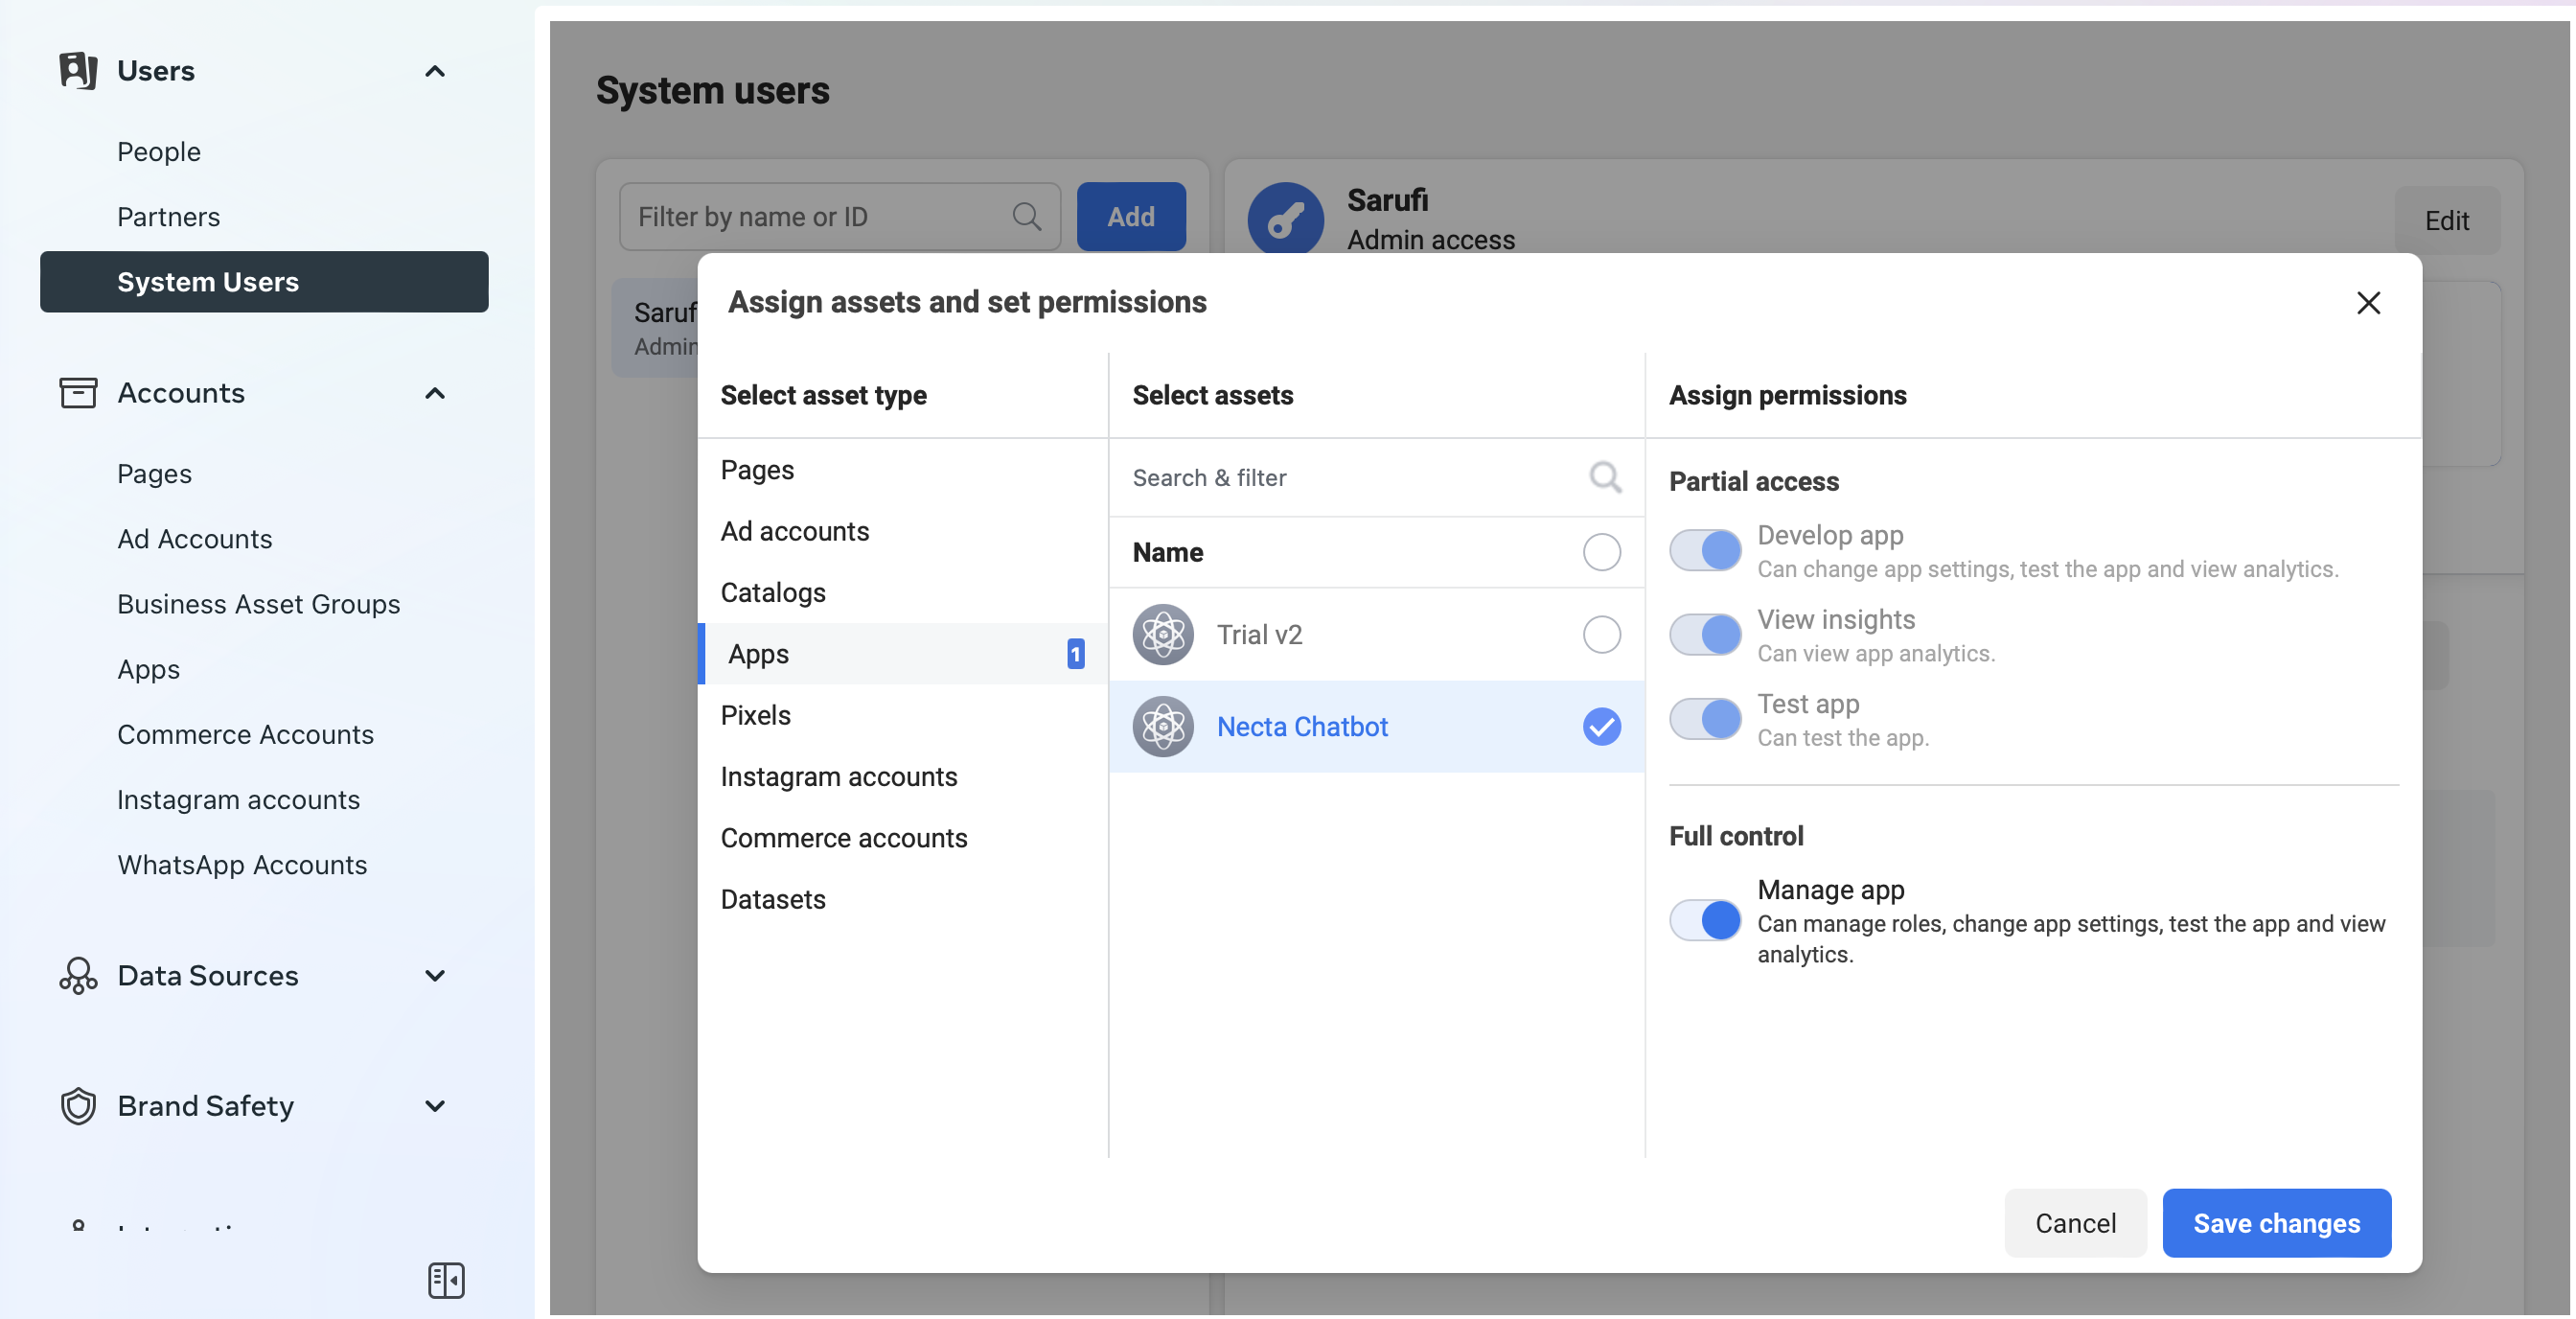 Users
People
Partners
System Users
Accounts
Pages
Ad Accounts
Business Asset Groups
Apps
Commerce Accounts
Instagram accounts
WhatsApp Accounts
Data Sources
Brand Safety
System users
Filter by name or ID
Add
Sarufi
Admin access
Edit
Admin
Assign assets and set permissions
Select asset type
Pages
Ad accounts
Catalogs
Apps 1
Pixels
Instagram accounts
Commerce accounts
Datasets
Select assets
Search & filter
Name
Trial v2
Necta Chatbot
Assign permissions
Partial access
Develop app
Can change app settings, test the app and view analytics.
View insights
Can view app analytics.
Test app
Can test the app.
Full control
Manage app
Can manage roles, change app settings, test the app and view
analytics.
Cancel
Save changes